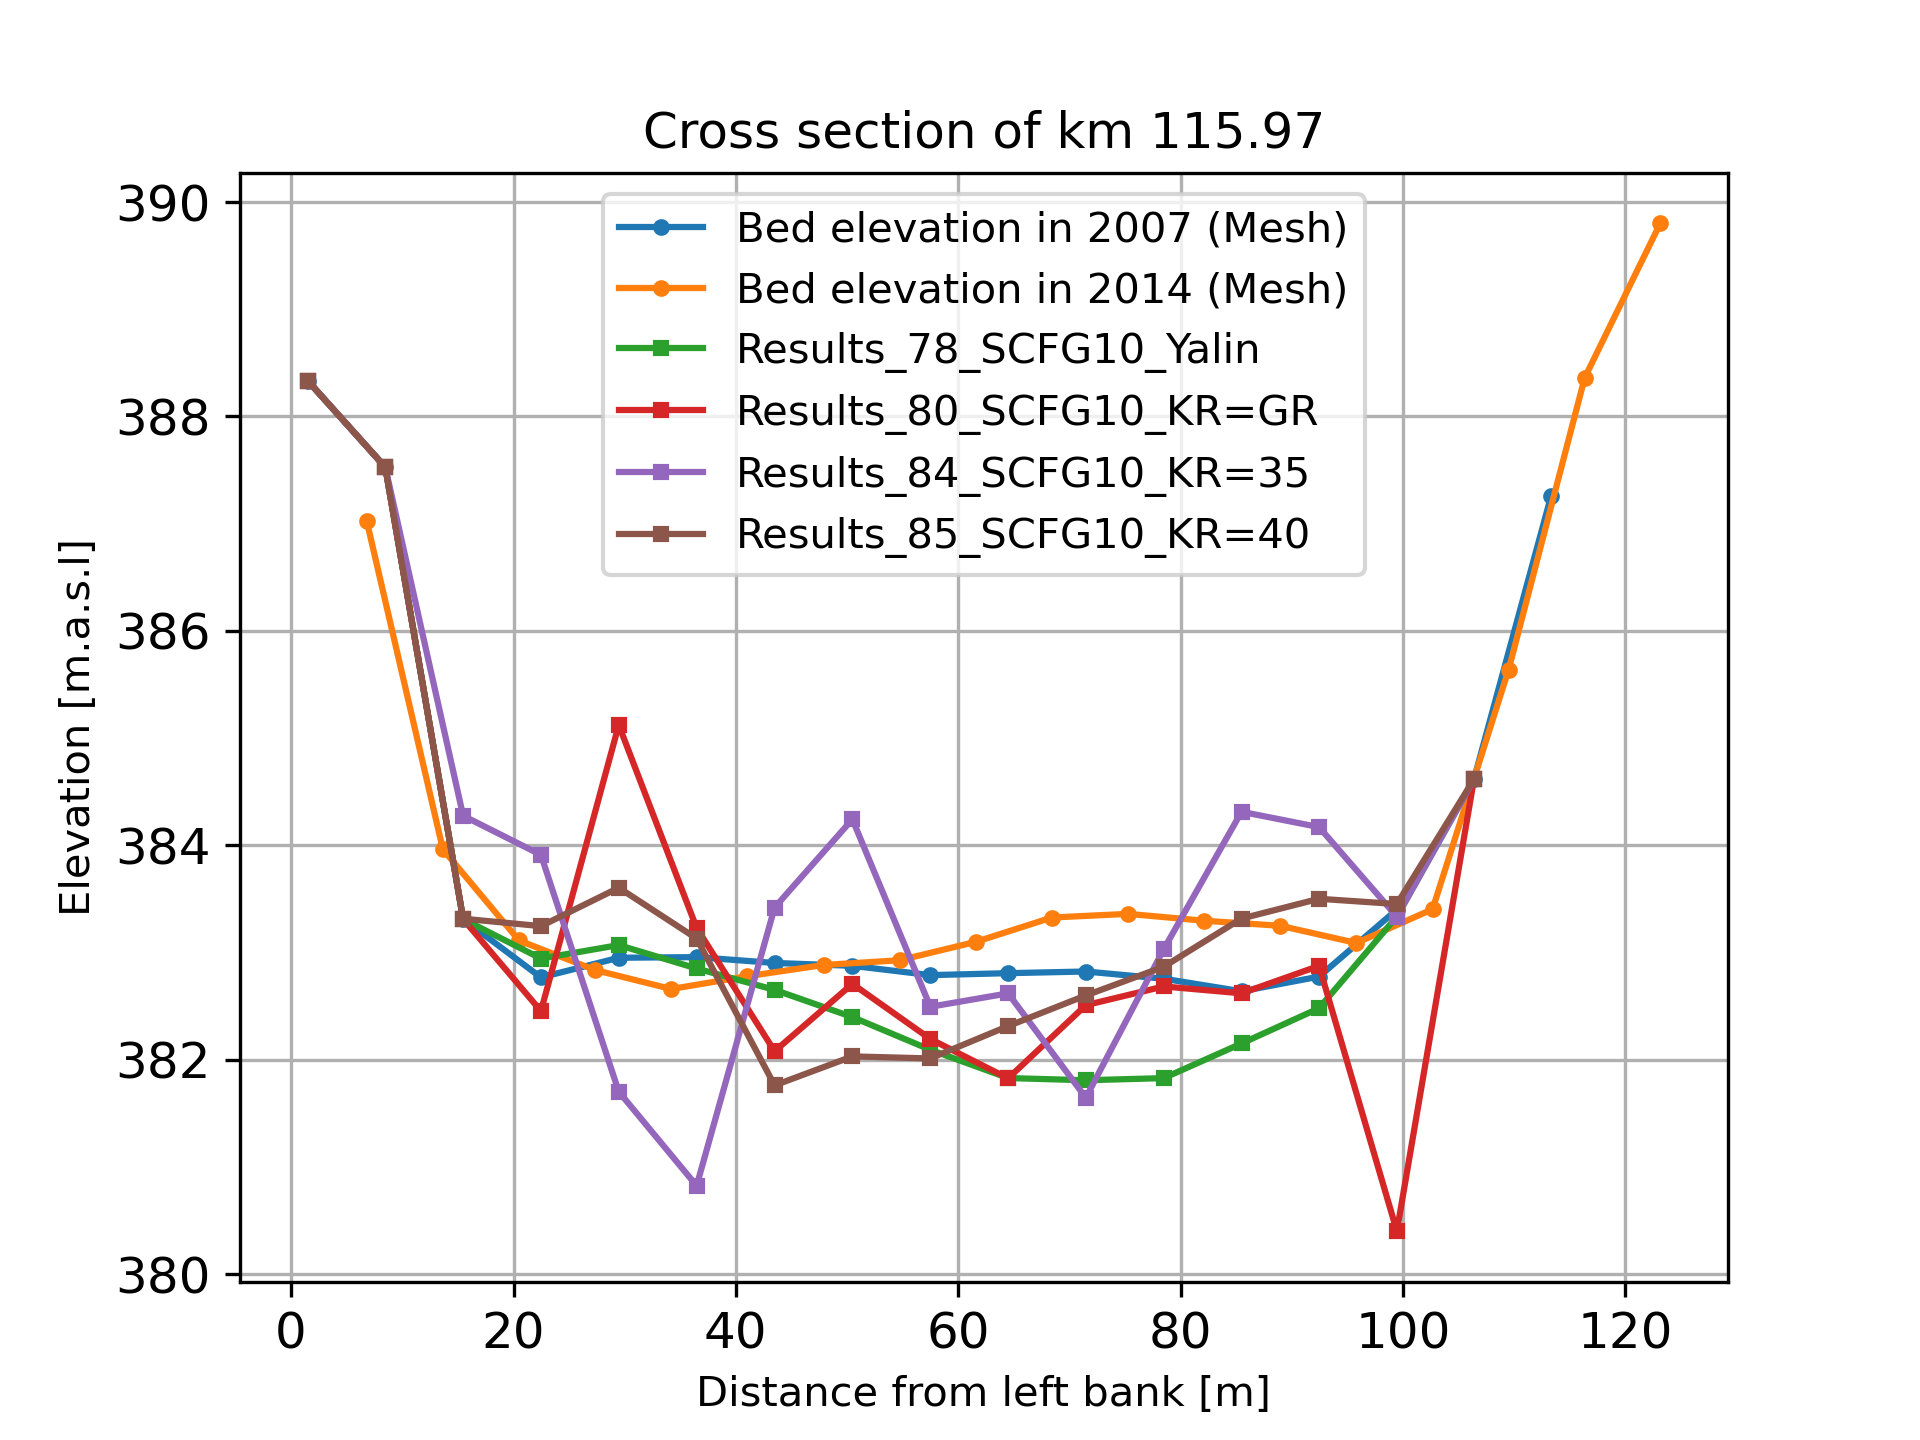 Cross section of km 115.97
Bed elevation in 2007 (Mesh)
Bed elevation in 2014 (Mesh)
Results_78_SCFG10_Yalin
Results_80_SCFG10_KR=GR
Results_84_SCFG10_KR=35
Results_85_SCFG10_KR=40
Elevation [m.a.s.l]
390
388
386
384
382
380
0 20 40 60 80 100 120
Distance from left bank [m]